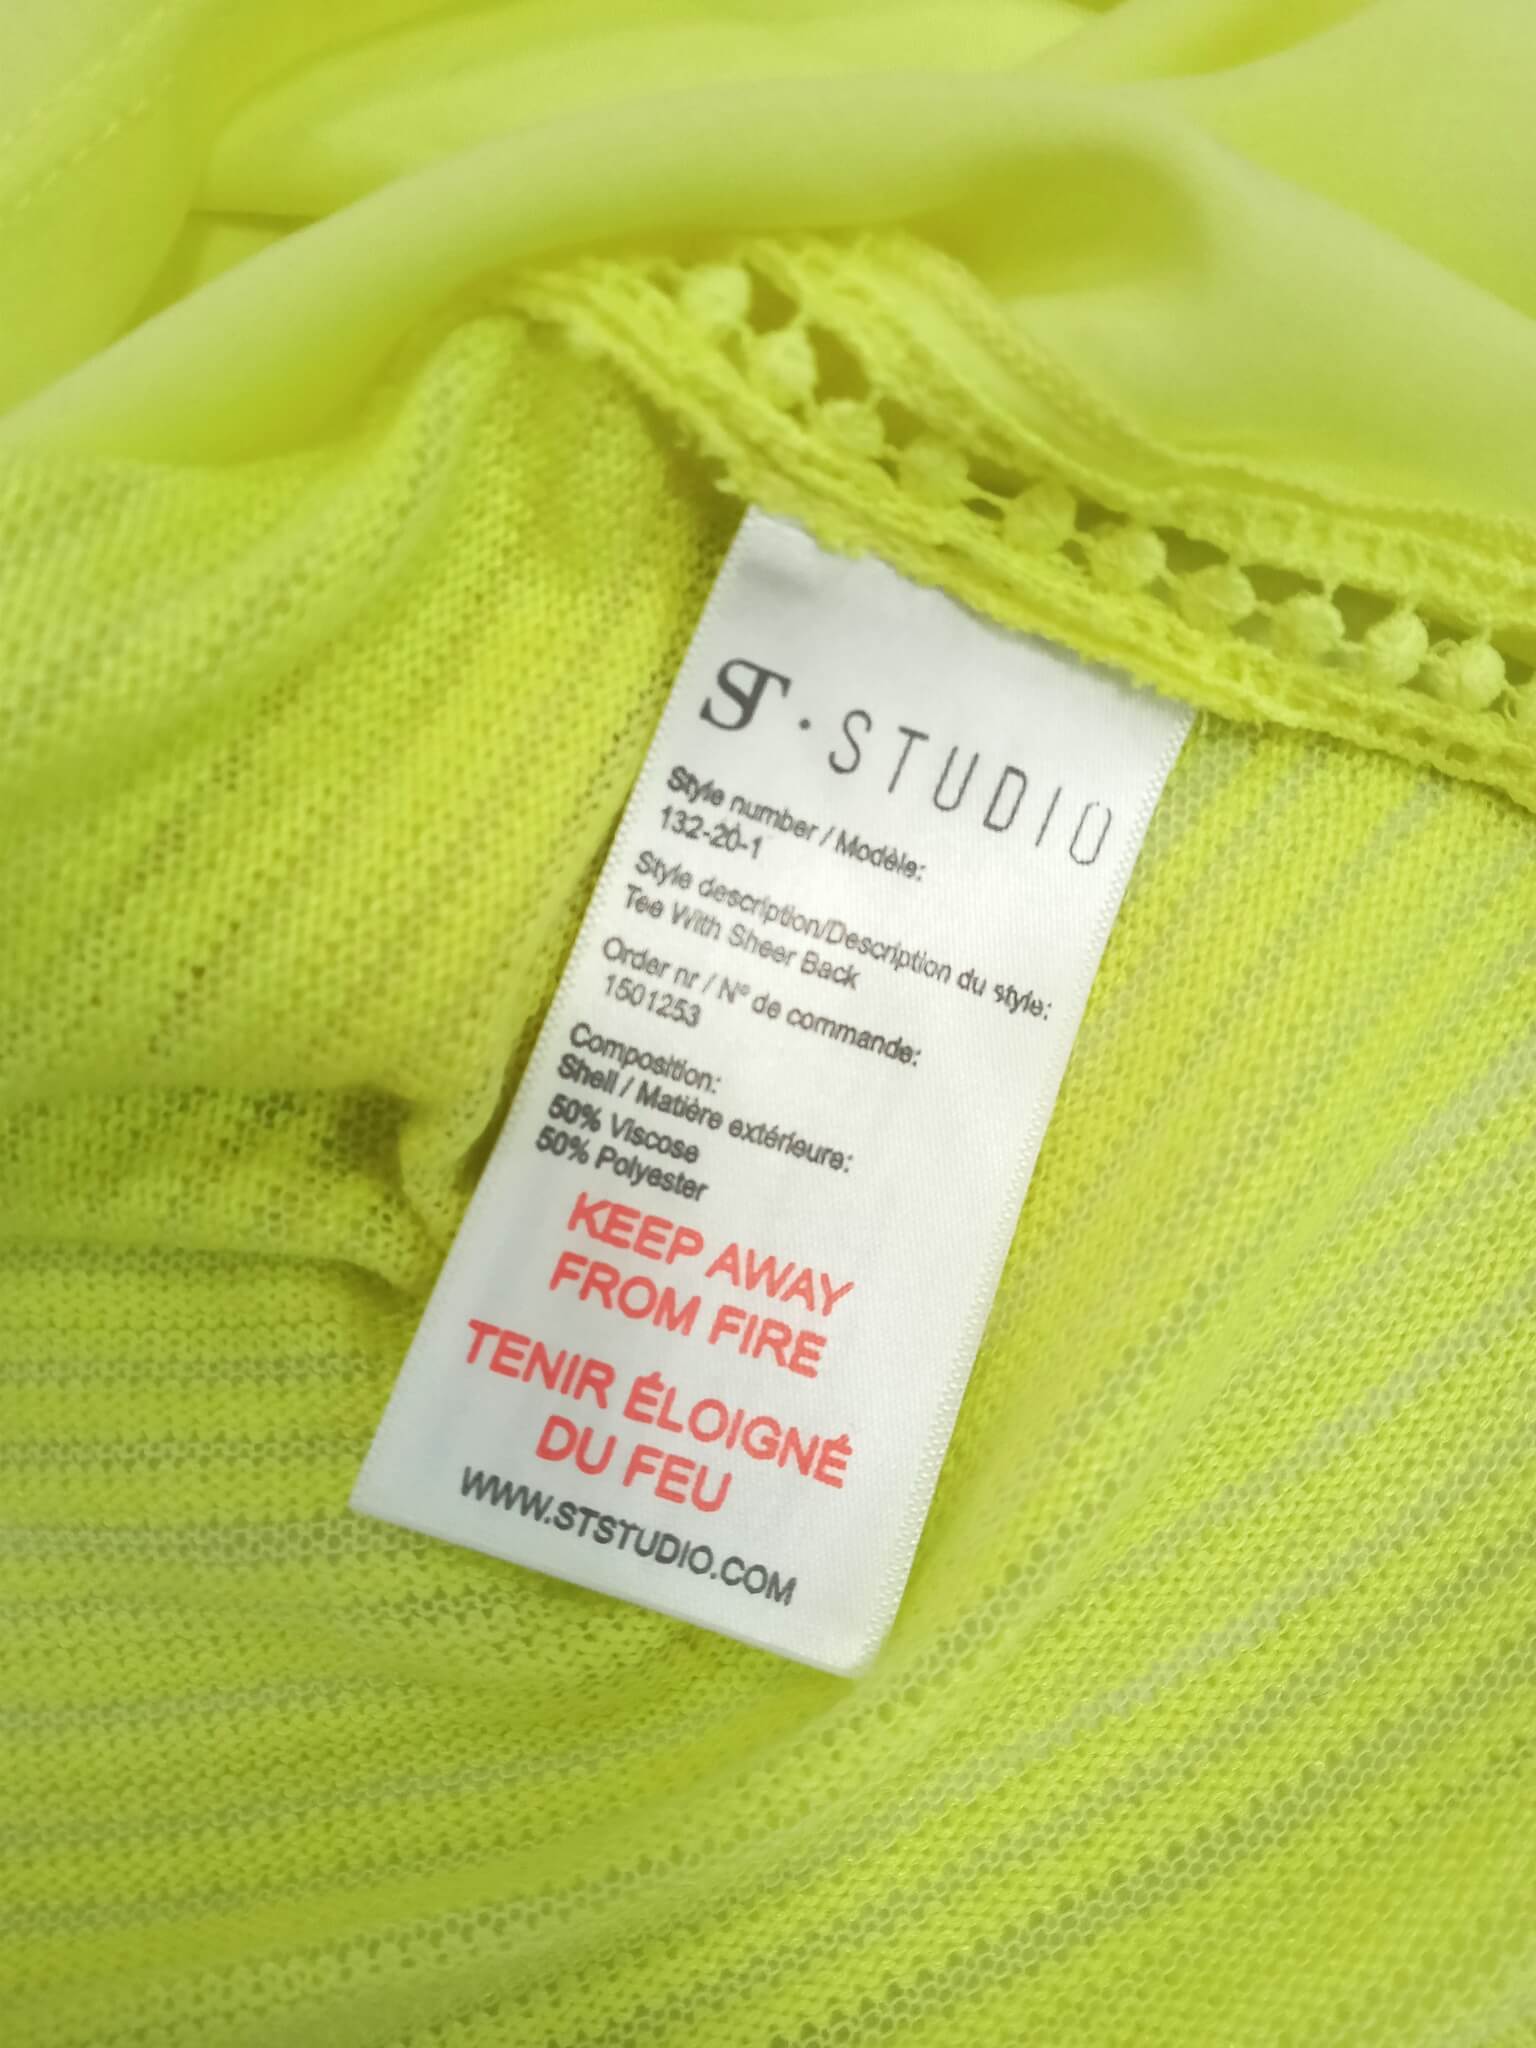 ST · STUDIO
Style number / Modèle:
132-20-1
Style description/Description du style:
Tee With Sheer Back
Order nr / Nº de commande:
1501253
Composition:
Shell / Matière extérieure:
50% Viscose
50% Polyester
KEEP AWAY
FROM FIRE
TENIR ÉLOIGNÉ
DU FEU
WWW.STSTUDIO.COM